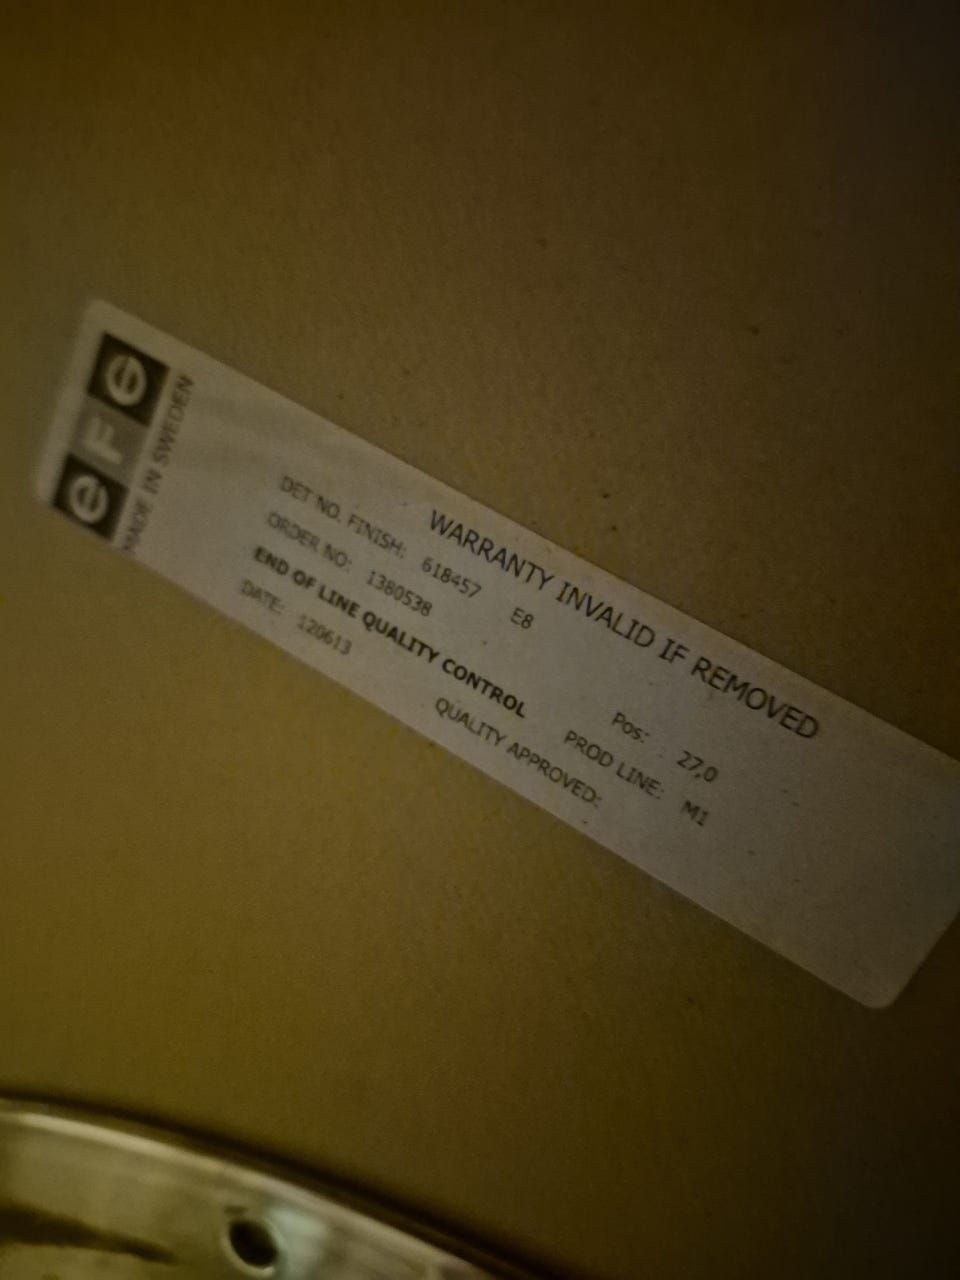 eFe
MADE IN SWEDEN
WARRANTY INVALID IF REMOVED
DET NO. FINISH: 618457 E8
ORDER NO: 1380538 Pos: 27,0
END OF LINE QUALITY CONTROL PROD LINE: M1
DATE: 120613 QUALITY APPROVED: